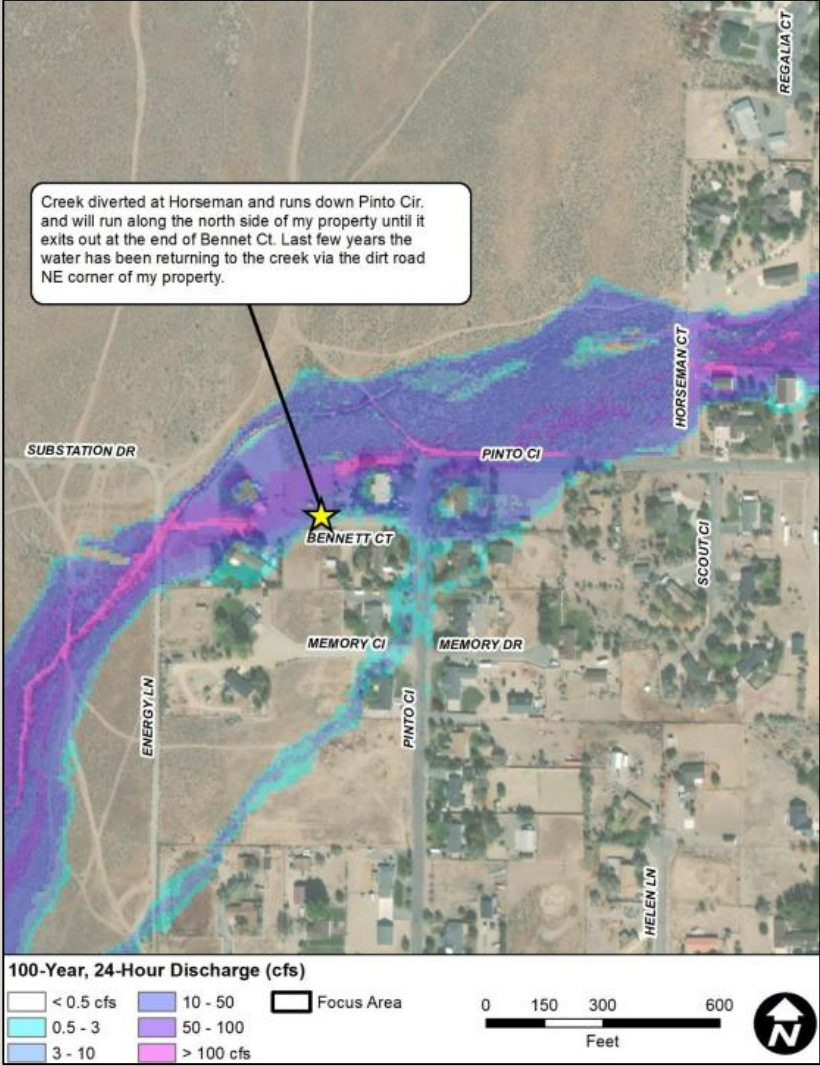 REGALIA CT
Creek diverted at Horseman and runs down Pinto Cir.
and will run along the north side of my property until it
exits out at the end of Bennet Ct. Last few years the
water has been returning to the creek via the dirt road
NE corner of my property.
HORSEMAN CT
SUBSTATION DR
PINTO CI
BENNETT CT
SCOUT CI
MEMORY CI
MEMORY DR
ENERGY LN
PINTO CI
HELEN LN
100-Year, 24-Hour Discharge (cfs)
< 0.5 cfs
10 - 50
Focus Area
0.5 - 3
50 - 100
3 - 10
> 100 cfs
0 150 300 600
Feet
N